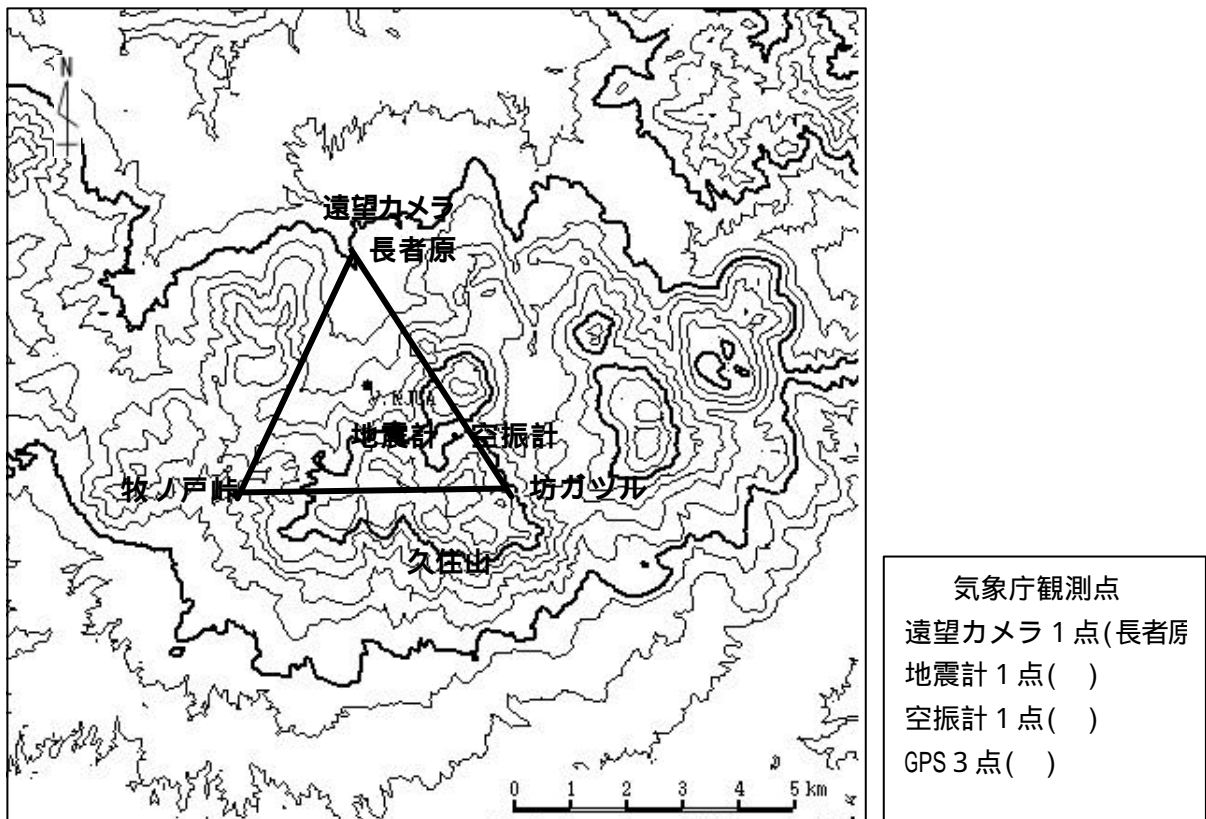 N
遠望カメラ
長者原
地震計
空振計
牧ノ戸峠
坊ガツル
久住山
0 1 2 3 4 5 km
気象庁観測点
遠望カメラ1点(長者原
地震計1点( )
空振計1点( )
GPS3点( )